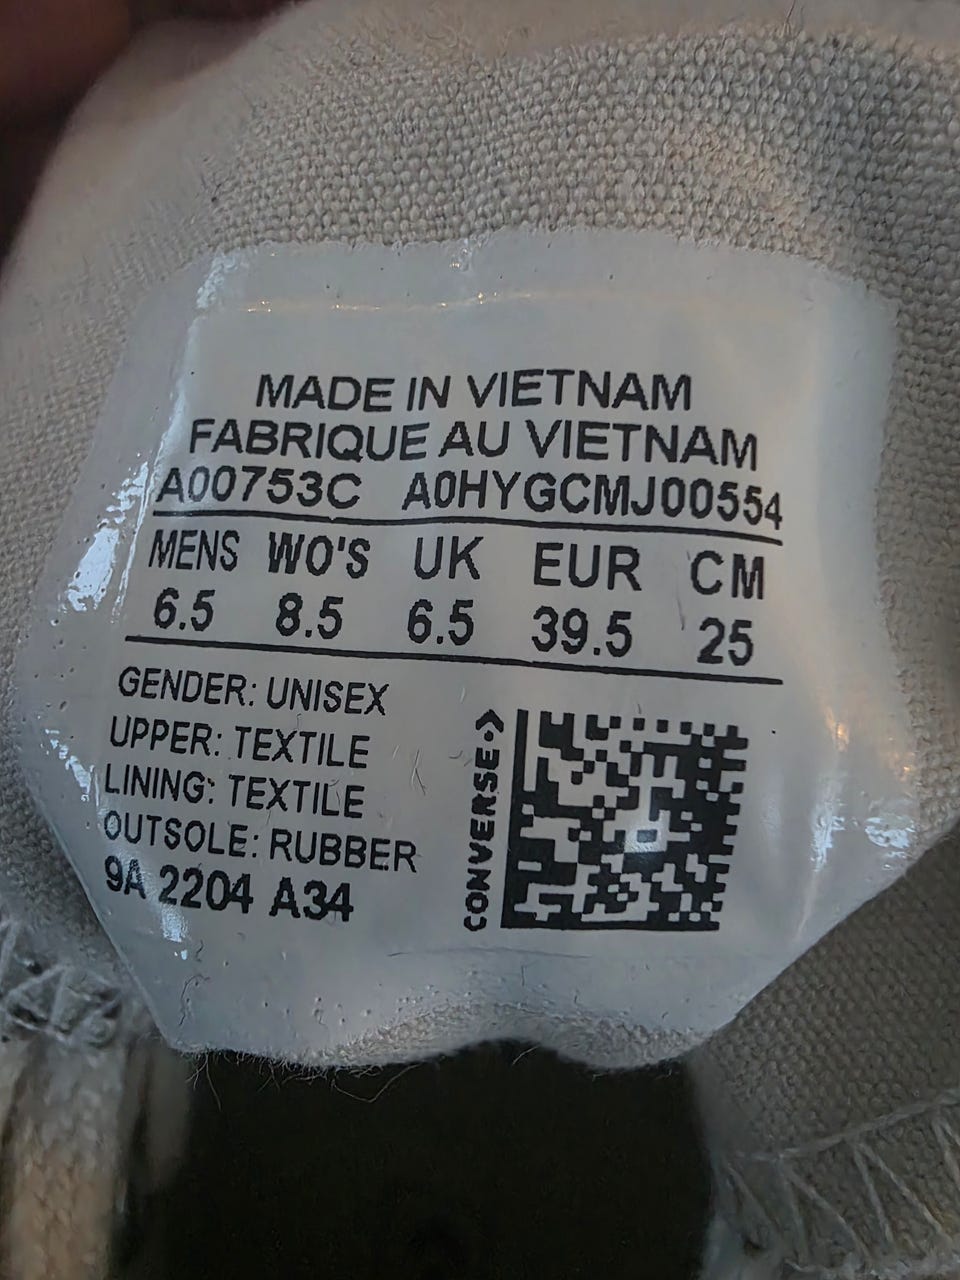 MADE IN VIETNAM
FABRIQUE AU VIETNAM
A00753C A0HYGCMJ00554
MENS WO'S UK EUR CM
6.5 8.5 6.5 39.5 25
GENDER: UNISEX
UPPER: TEXTILE
LINING: TEXTILE
OUTSOLE: RUBBER
9A 2204 A34
CONVERSE